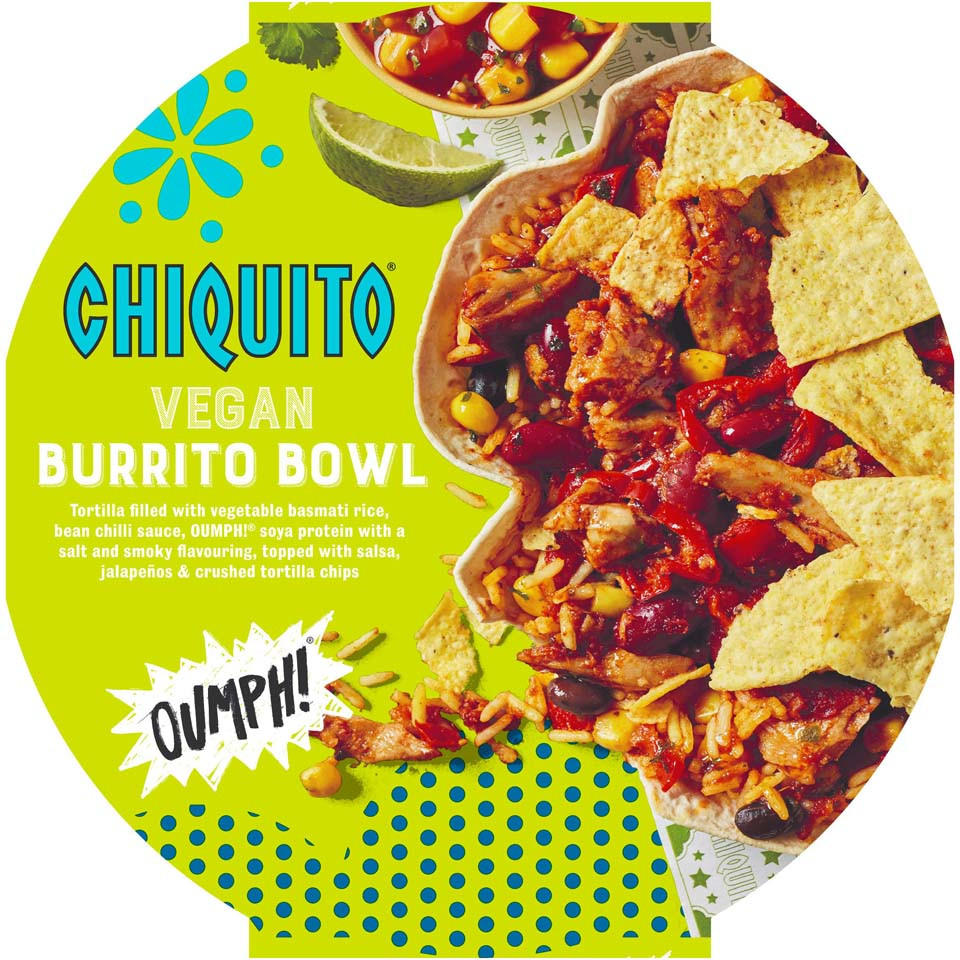 CHIQUITO®
VEGAN
BURRITO BOWL
Tortilla filled with vegetable basmati rice,
bean chilli sauce, OUMPH!® soya protein with a
salt and smoky flavouring, topped with salsa,
jalapeños & crushed tortilla chips
OUMPH!®